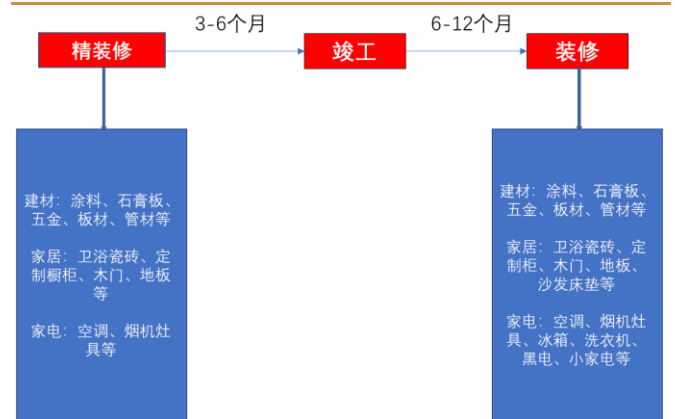 3-6个月
6-12个月
精装修
竣工
装修
建材：涂料、石膏板、
五金、板材、管材等
家居：卫浴瓷砖、定
制橱柜、木门、地板
等
家电：空调、烟机灶
具等
建材：涂料、石膏板、
五金、板材、管材等
家居：卫浴瓷砖、定
制柜、木门、地板、
沙发床垫等
家电：空调、烟机灶
具、冰箱、洗衣机、
黑电、小家电等